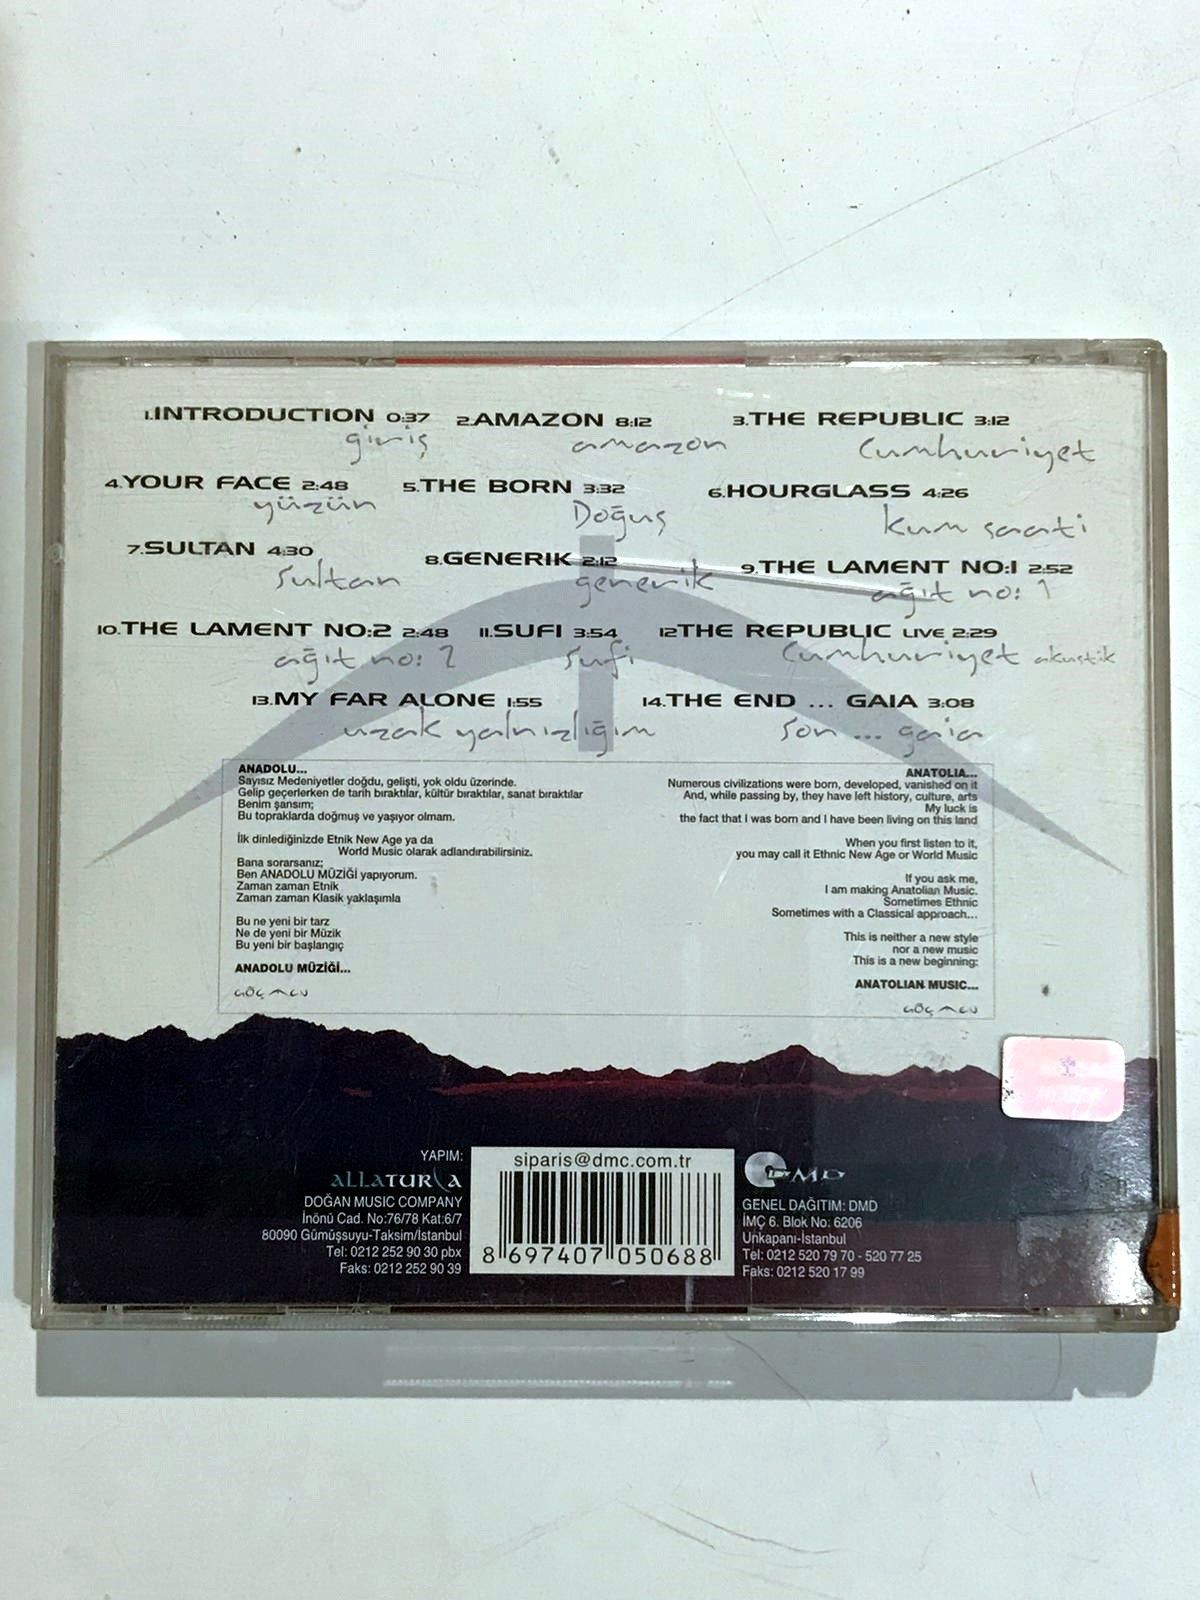 1.INTRODUCTION 0:37 2.AMAZON 8:12 3.THE REPUBLIC 3:12
giriş amazon Cumhuriyet
4.YOUR FACE 2:48 5.THE BORN 3:32 6.HOURGLASS 4:26
yüzün Doğuş kum saati
7.SULTAN 4:30 8.GENERIK 2:12 9.THE LAMENT NO:1 2:52
sultan generik ağıt no: 1
10.THE LAMENT NO:2 2:48 11.SUFI 3:54 12THE REPUBLIC LIVE 2:29
ağıt no: 2 sufi Cumhuriyet akustik
13.MY FAR ALONE 1:55 14.THE END ... GAIA 3:08
uzak yalnızlığım son ... gaia
ANADOLU...
Sayısız Medeniyetler doğdu, gelişti, yok oldu üzerinde.
Gelip geçerlerken de tarih bıraktılar, kültür bıraktılar, sanat bıraktılar
Benim şansım;
Bu topraklarda doğmuş ve yaşıyor olmam.
İlk dinlediğinizde Etnik New Age ya da
World Music olarak adlandırabilirsiniz.
Bana sorarsanız;
Ben ANADOLU MÜZİĞİ yapıyorum.
Zaman zaman Etnik
Zaman zaman Klasik yaklaşımla
Bu ne yeni bir tarz
Ne de yeni bir Müzik
Bu yeni bir başlangıç
ANADOLU MÜZİĞİ...
ANATOLIA...
Numerous civilizations were born, developed, vanished on it
And, while passing by, they have left history, culture, arts
My luck is
the fact that I was born and I have been living on this land
When you first listen to it,
you may call it Ethnic New Age or World Music
If you ask me,
I am making Anatolian Music.
Sometimes Ethnic
Sometimes with a Classical approach...
This is neither a new style
nor a new music
This is a new beginning:
ANATOLIAN MUSIC...
YAPIM:
ALLATURCA
DOĞAN MUSIC COMPANY
İnönü Cad. No:76/78 Kat:6/7
80090 Gümüşsuyu-Taksim/İstanbul
Tel: 0212 252 90 30 pbx
Faks: 0212 252 90 39
siparis@dmc.com.tr
8 697407 050688
DMD
GENEL DAĞITIM: DMD
İMÇ 6. Blok No: 6206
Unkapanı-İstanbul
Tel: 0212 520 79 70 - 520 77 25
Faks: 0212 520 17 99